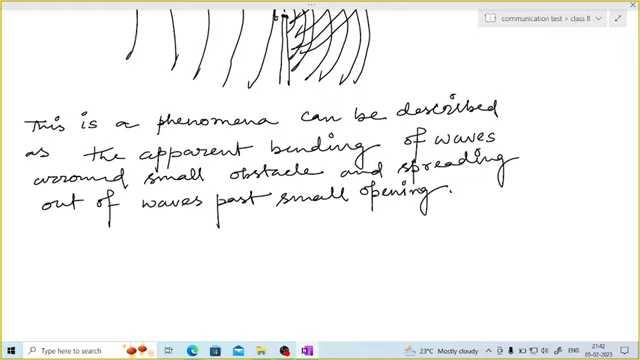 communication test > class 8
This is a phenomena can be described
as the apparent bending of waves
arround small obstacle and spreading
out of waves past small opening.
Type here to search
23°C Mostly cloudy
ENG
21:42
05-02-2023